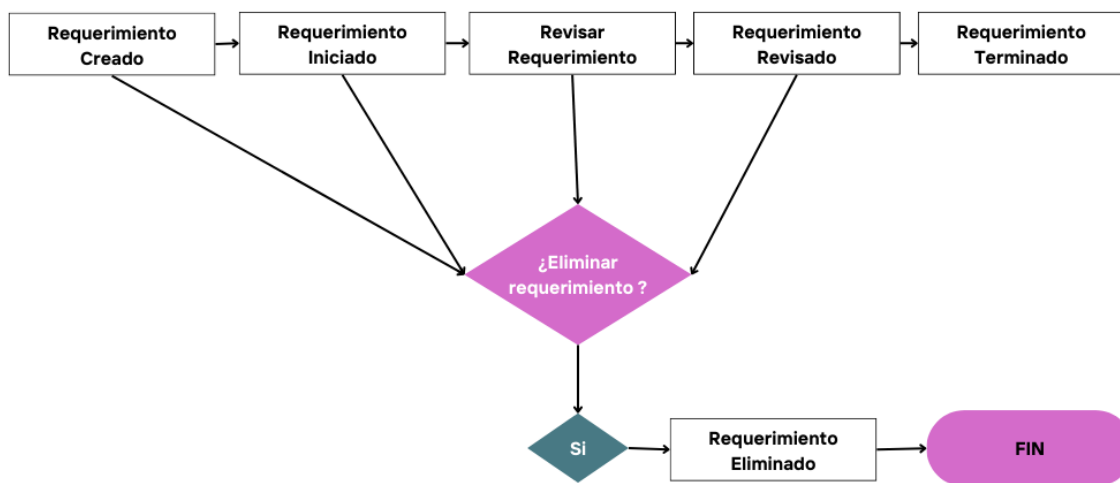 Requerimiento
Creado
Requerimiento
Iniciado
Revisar
Requerimiento
Requerimiento
Revisado
Requerimiento
Terminado
¿Eliminar
requerimiento ?
Si
Requerimiento
Eliminado
FIN